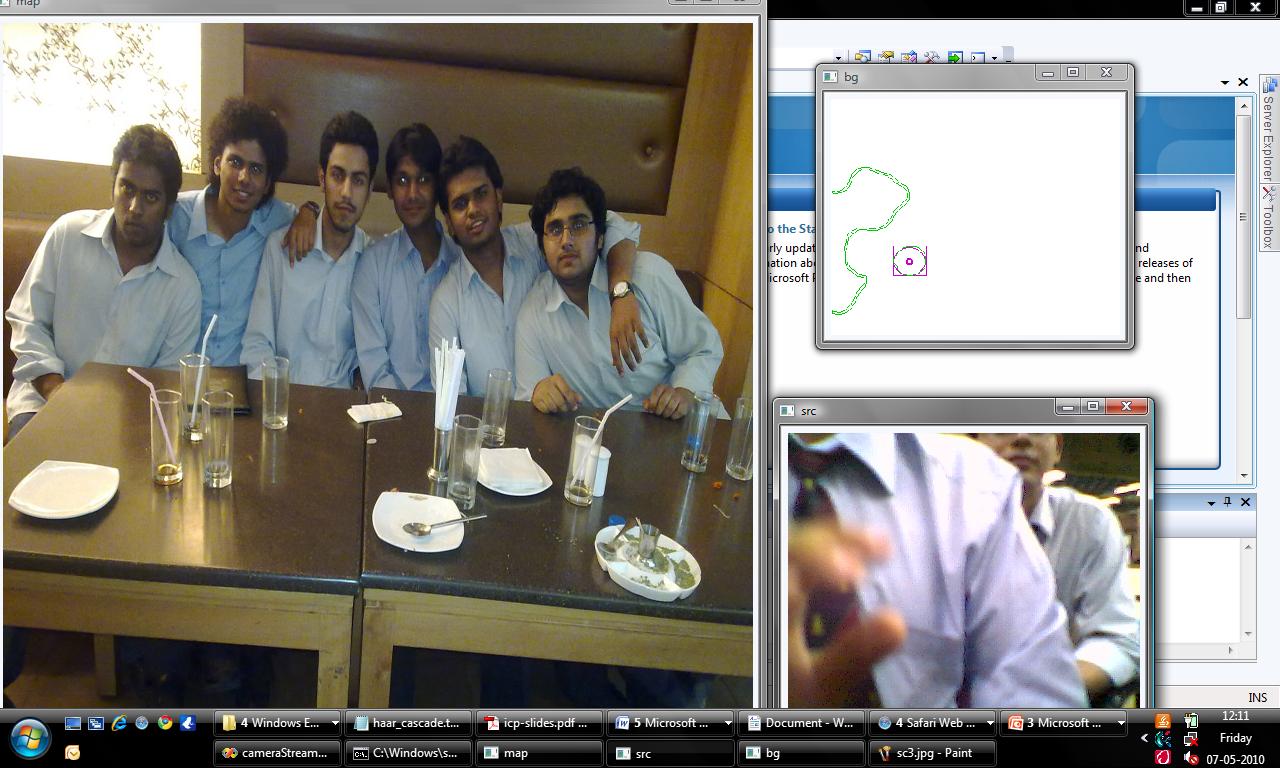 map
bg
Server Explorer
Toolbox
o the Sta
rly updat
nd
ation abo
releases of
icrosoft
e and then
src
INS
4 Windows E...
haar_cascade.t...
icp-slides.pdf ...
5 Microsoft ...
Document - W...
4 Safari Web ...
3 Microsoft ...
12:11
cameraStream...
C:\Windows\s...
map
src
bg
sc3.jpg - Paint
Friday
07-05-2010